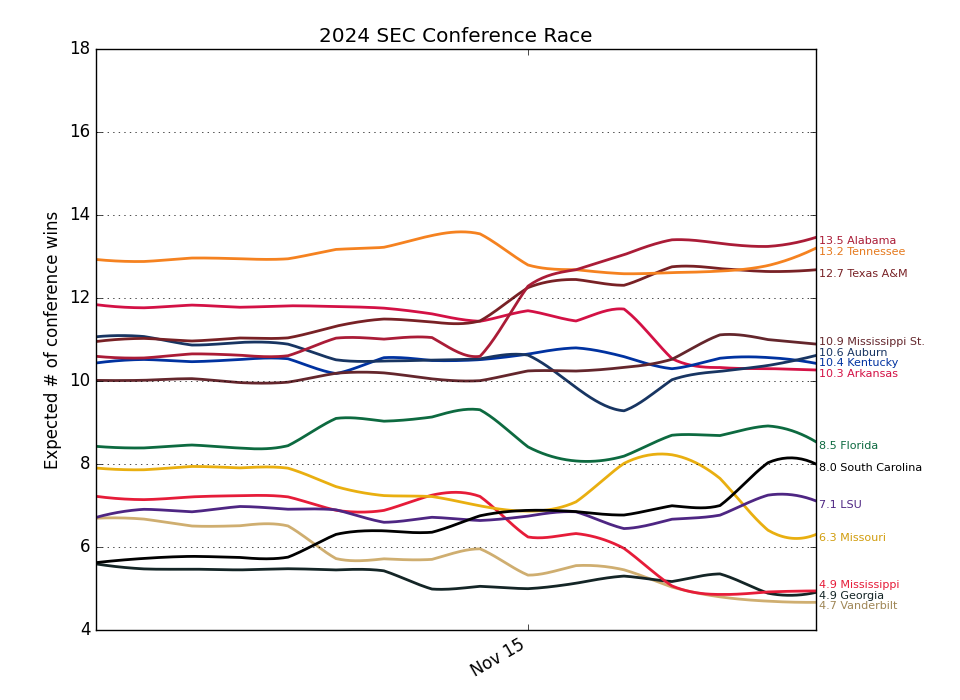 2024 SEC Conference Race
Expected # of conference wins
18
16
14
12
10
8
6
4
Nov 15
13.5 Alabama
13.2 Tennessee
12.7 Texas A&M
10.9 Mississippi St.
10.6 Auburn
10.4 Kentucky
10.3 Arkansas
8.5 Florida
8.0 South Carolina
7.1 LSU
6.3 Missouri
4.9 Mississippi
4.9 Georgia
4.7 Vanderbilt